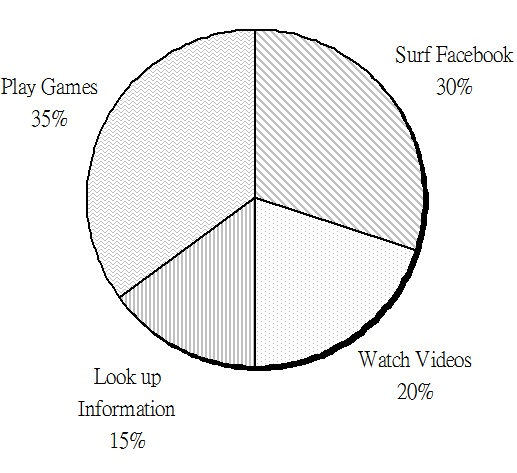 Surf Facebook
30%
Play Games
35%
Watch Videos
20%
Look up
Information
15%